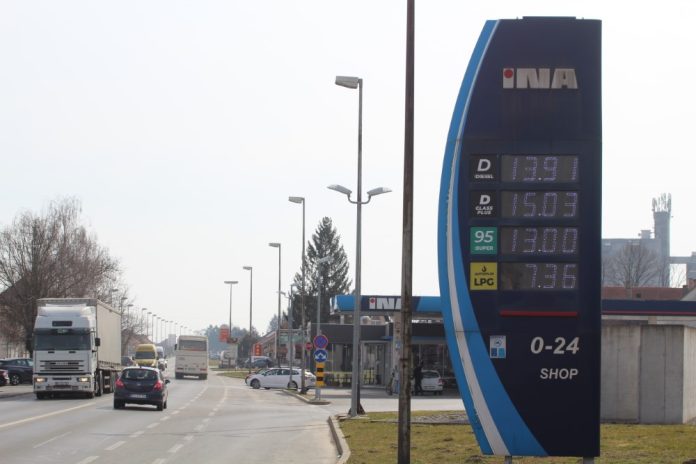 INA
D DIESEL 13.91
D CLASS PLUS 15.03
95 SUPER 13.00
LPG 7.36
0-24
SHOP
INA